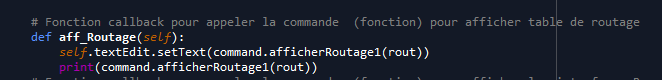 # Fonction callback pour appeler la commande  (fonction) pour afficher table de routage
def aff_Routage(self):
    self.textEdit.setText(command.afficherRoutage1(rout))
    print(command.afficherRoutage1(rout))